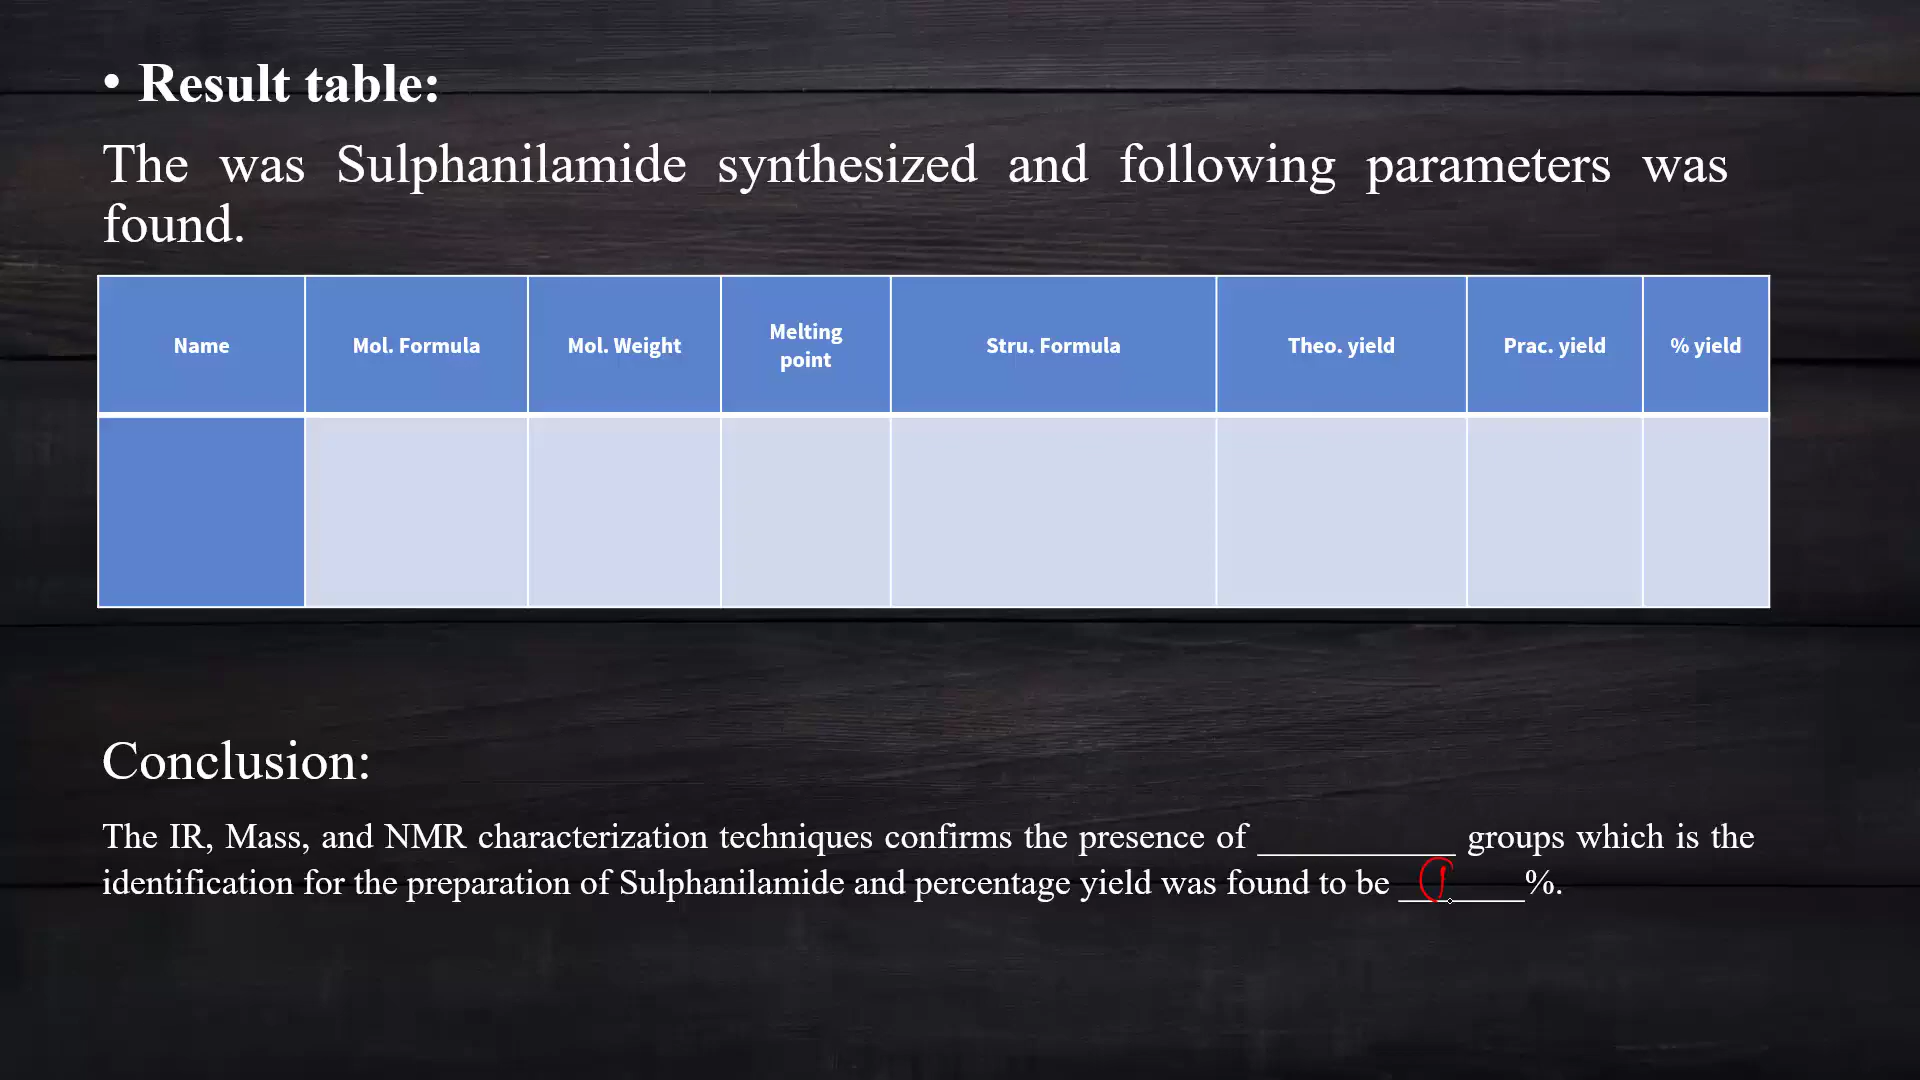 • Result table:
The was Sulphanilamide synthesized and following parameters was
found.
Name Mol. Formula Mol. Weight Melting point Stru. Formula Theo. yield Prac. yield % yield
Conclusion:
The IR, Mass, and NMR characterization techniques confirms the presence of ___________ groups which is the
identification for the preparation of Sulphanilamide and percentage yield was found to be _______%.